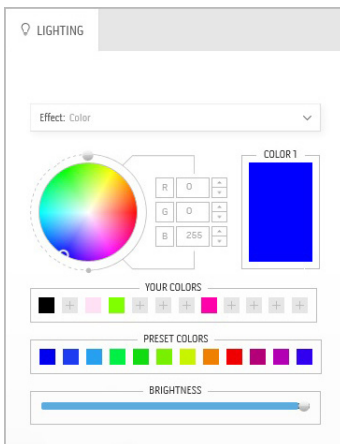 LIGHTING
Effect: Color
COLOR 1
R 0
G 0
B 255
YOUR COLORS
PRESET COLORS
BRIGHTNESS